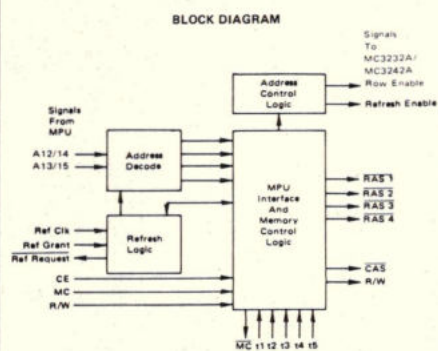 BLOCK DIAGRAM
Signals
To
MC3232A/
MC3242A
Address
Control
Logic
Row Enable
Refresh Enable
Signals
From
MPU
A12/14
A13/15
Address
Decode
MPU
Interface
And
Memory
Control
Logic
RAS 1
RAS 2
RAS 3
RAS 4
Ref Clk
Ref Grant
Ref Request
Refresh
Logic
CE
MC
R/W
CAS
R/W
MC t1 t2 t3 t4 t5